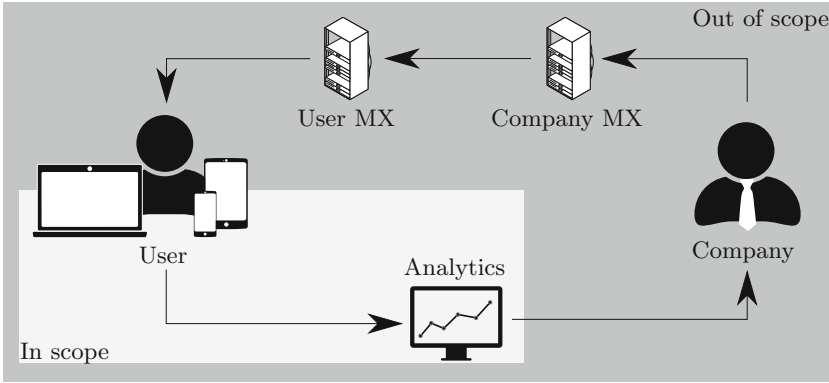 Out of scope
User MX
Company MX
User
Company
Analytics
In scope